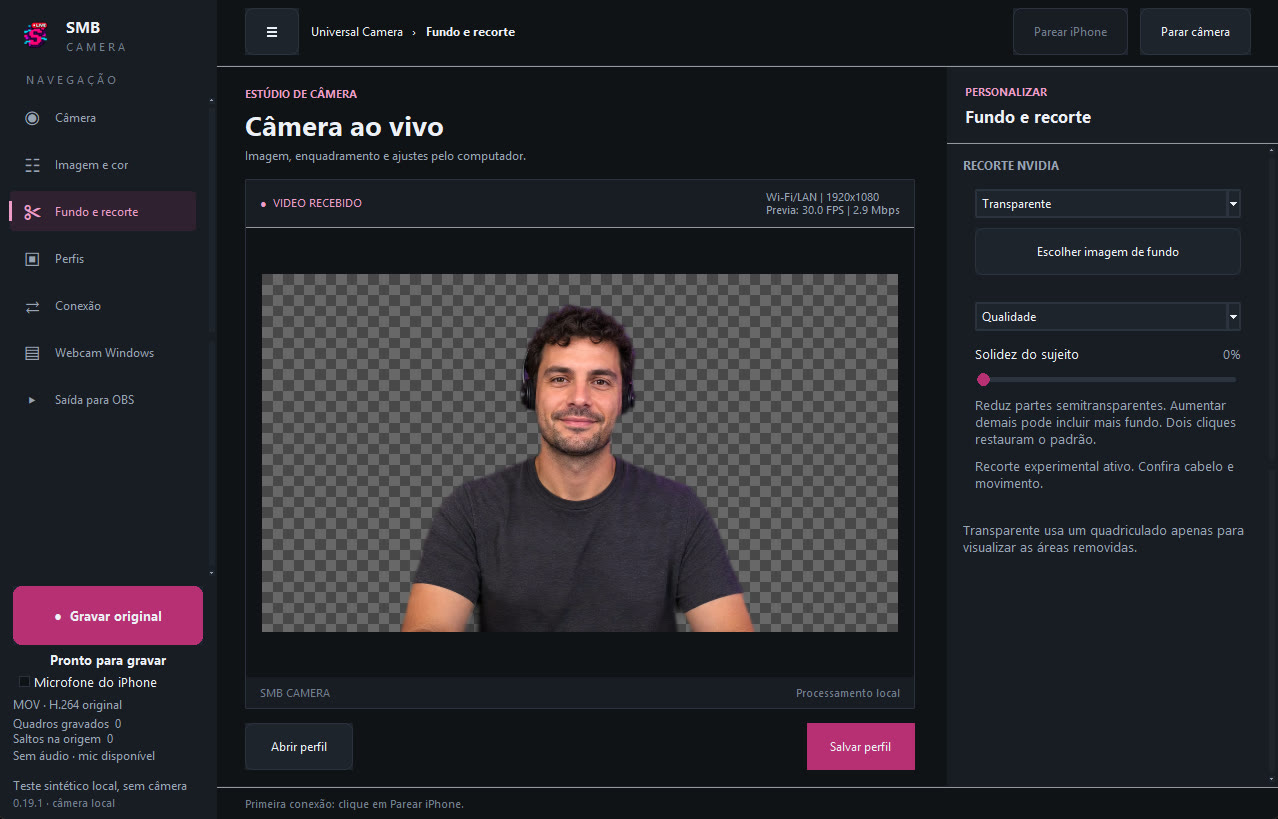 LIVE
S
SMB
CAMERA
NAVEGAÇÃO
Câmera
Imagem e cor
Fundo e recorte
Perfis
Conexão
Webcam Windows
Saída para OBS
● Gravar original
Pronto para gravar
Microfone do iPhone
MOV · H.264 original
Quadros gravados 0
Saltos na origem 0
Sem áudio · mic disponível
Teste sintético local, sem câmera
0.19.1 · câmera local
Universal Camera › Fundo e recorte
Parear iPhone
Parar câmera
ESTÚDIO DE CÂMERA
Câmera ao vivo
Imagem, enquadramento e ajustes pelo computador.
● VIDEO RECEBIDO
Wi-Fi/LAN | 1920x1080
Previa: 30.0 FPS | 2.9 Mbps
SMB CAMERA
Processamento local
Abrir perfil
Salvar perfil
Primeira conexão: clique em Parear iPhone.
PERSONALIZAR
Fundo e recorte
RECORTE NVIDIA
Transparente
Escolher imagem de fundo
Qualidade
Solidez do sujeito 0%
Reduz partes semitransparentes. Aumentar
demais pode incluir mais fundo. Dois cliques
restauram o padrão.
Recorte experimental ativo. Confira cabelo e
movimento.
Transparente usa um quadriculado apenas para
visualizar as áreas removidas.